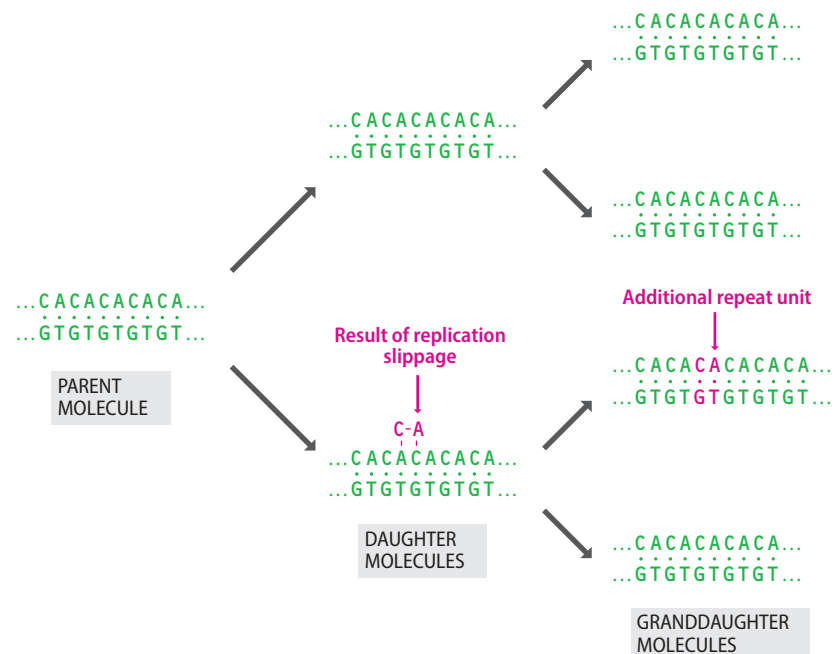 ...CACACACACA...
GTGTGTGTGT...
...CACACACACA...
...GTGTGTGTGT...
...CACACACACA...
...GTGTGTGTGT...
Additional repeat unit
...CACACACACA...
...GTGTGTGTGT...
Result of replication
slippage
...CACACACACACA...
...GTGTGTGTGTGT...
PARENT
MOLECULE
C-A
...CACACACACA...
...GTGTGTGTGT...
DAUGHTER
MOLECULES
...CACACACACA...
...GTGTGTGTGT...
GRANDDAUGHTER
MOLECULES